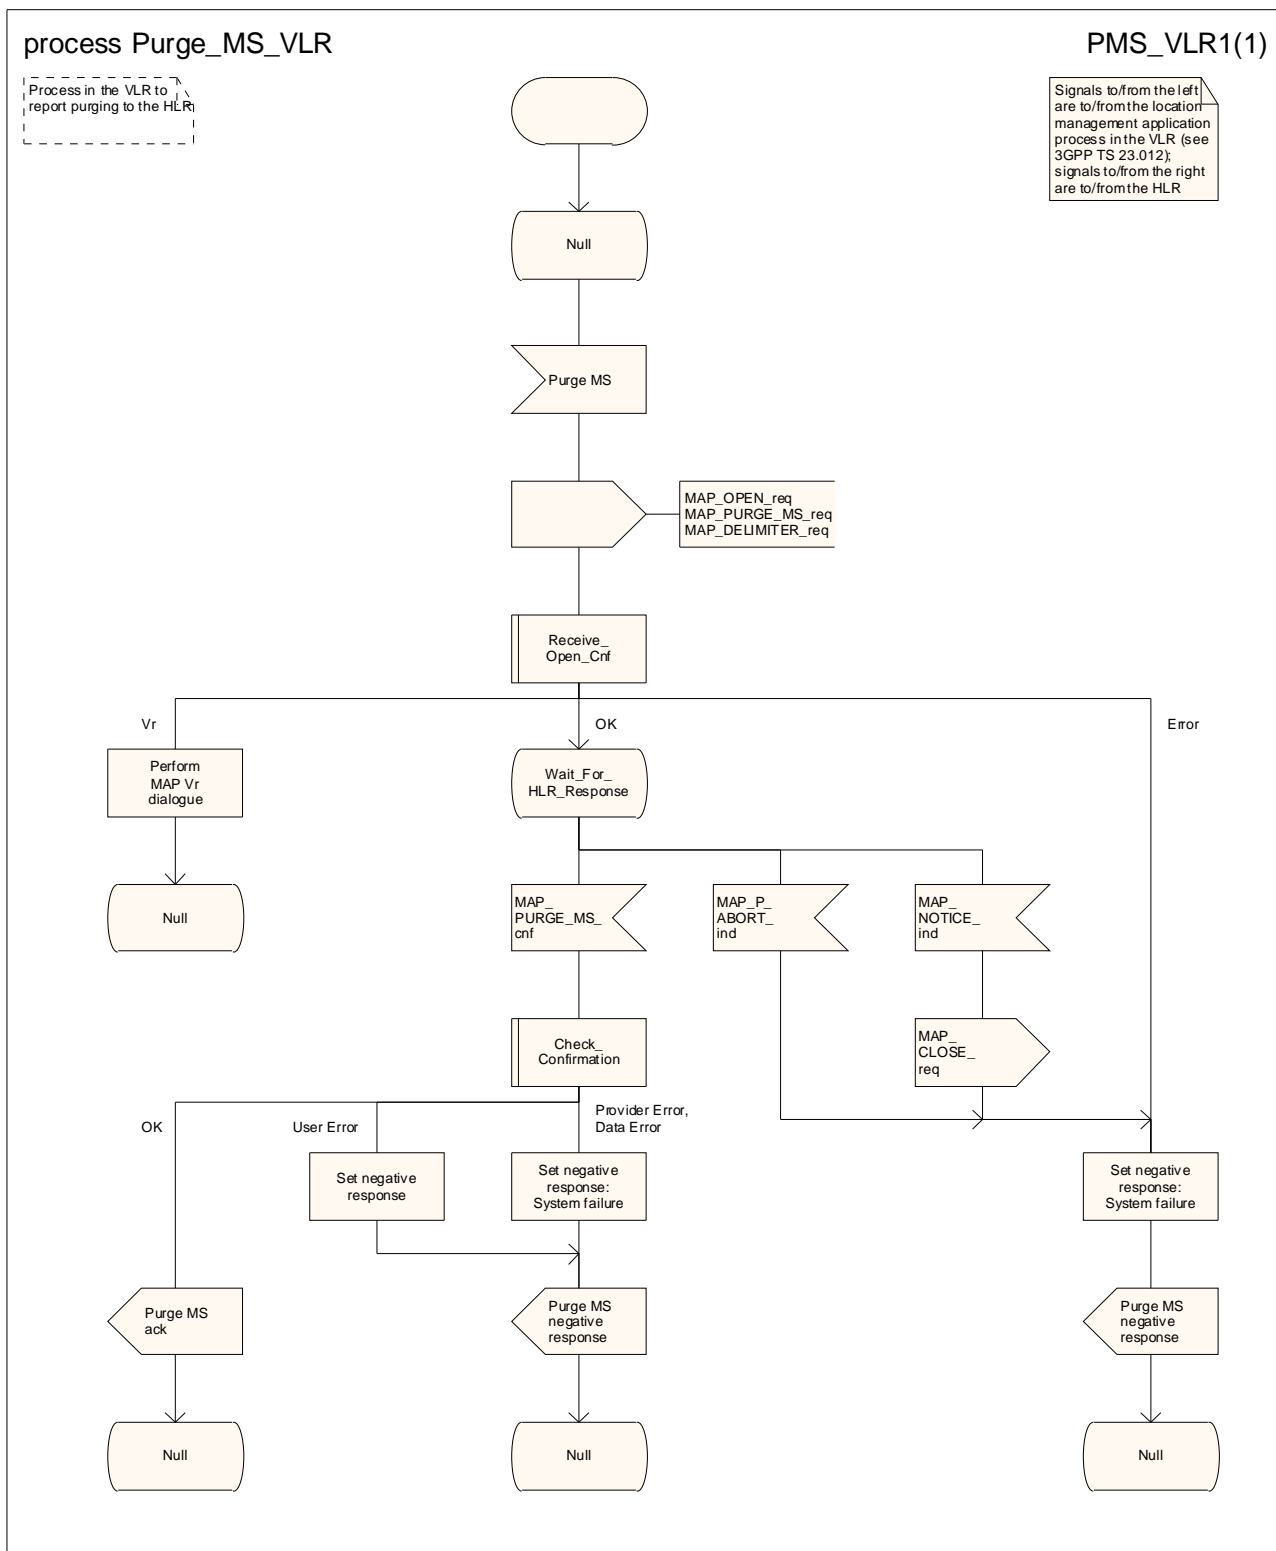 process Purge_MS_VLR
PMS_VLR1(1)
Process in the VLR to
report purging to the HLR
Signals to/from the left
are to/from the location
management application
process in the VLR (see
3GPP TS 23.012);
signals to/from the right
are to/from the HLR
Null
Purge MS
MAP_OPEN_req
MAP_PURGE_MS_req
MAP_DELIMITER_req
Receive_
Open_Cnf
Vr
OK
Error
Perform
MAP Vr
dialogue
Wait_For_
HLR_Response
Null
MAP_
PURGE_MS_
cnf
MAP_P_
ABORT_
ind
MAP_
NOTICE_
ind
Check_
Confirmation
MAP_
CLOSE_
req
OK
User Error
Provider Error,
Data Error
Set negative
response
Set negative
response:
System failure
Set negative
response:
System failure
Purge MS
ack
Purge MS
negative
response
Purge MS
negative
response
Null
Null
Null